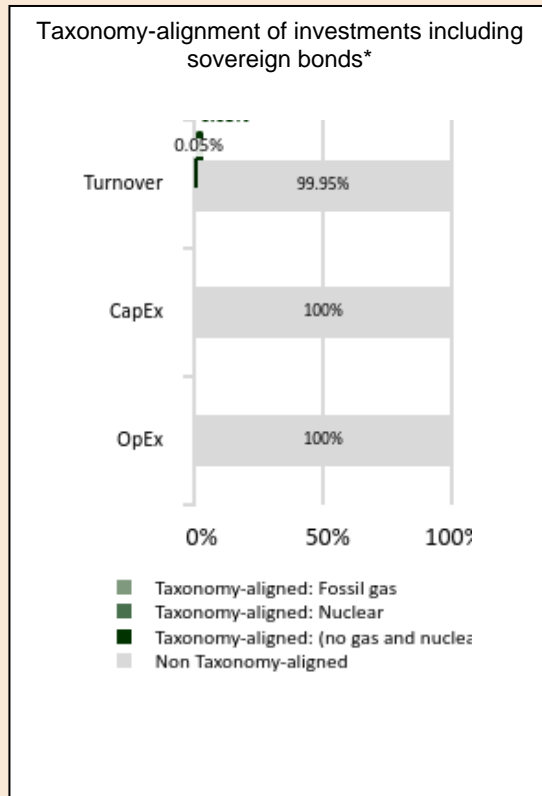 Taxonomy-alignment of investments including
sovereign bonds*
0.05%
Turnover 99.95%
CapEx 100%
OpEx 100%
0% 50% 100%
Taxonomy-aligned: Fossil gas
Taxonomy-aligned: Nuclear
Taxonomy-aligned: (no gas and nuclea
Non Taxonomy-aligned